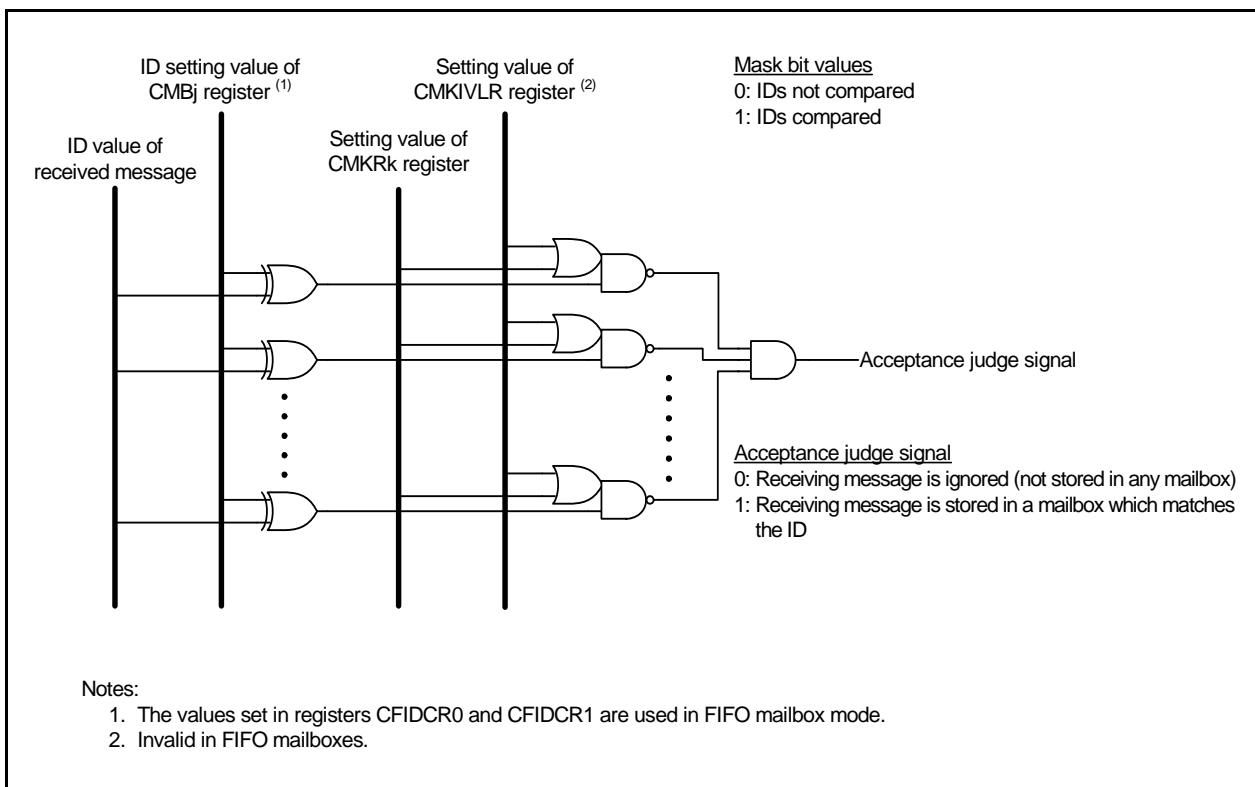 ID setting value of
CMBj register (1)
Setting value of
CMKIVLR register (2)
Mask bit values
0: IDs not compared
1: IDs compared
ID value of
received message
Setting value of
CMKRk register
Acceptance judge signal
Acceptance judge signal
0: Receiving message is ignored (not stored in any mailbox)
1: Receiving message is stored in a mailbox which matches
the ID
Notes:
1. The values set in registers CFIDCR0 and CFIDCR1 are used in FIFO mailbox mode.
2. Invalid in FIFO mailboxes.